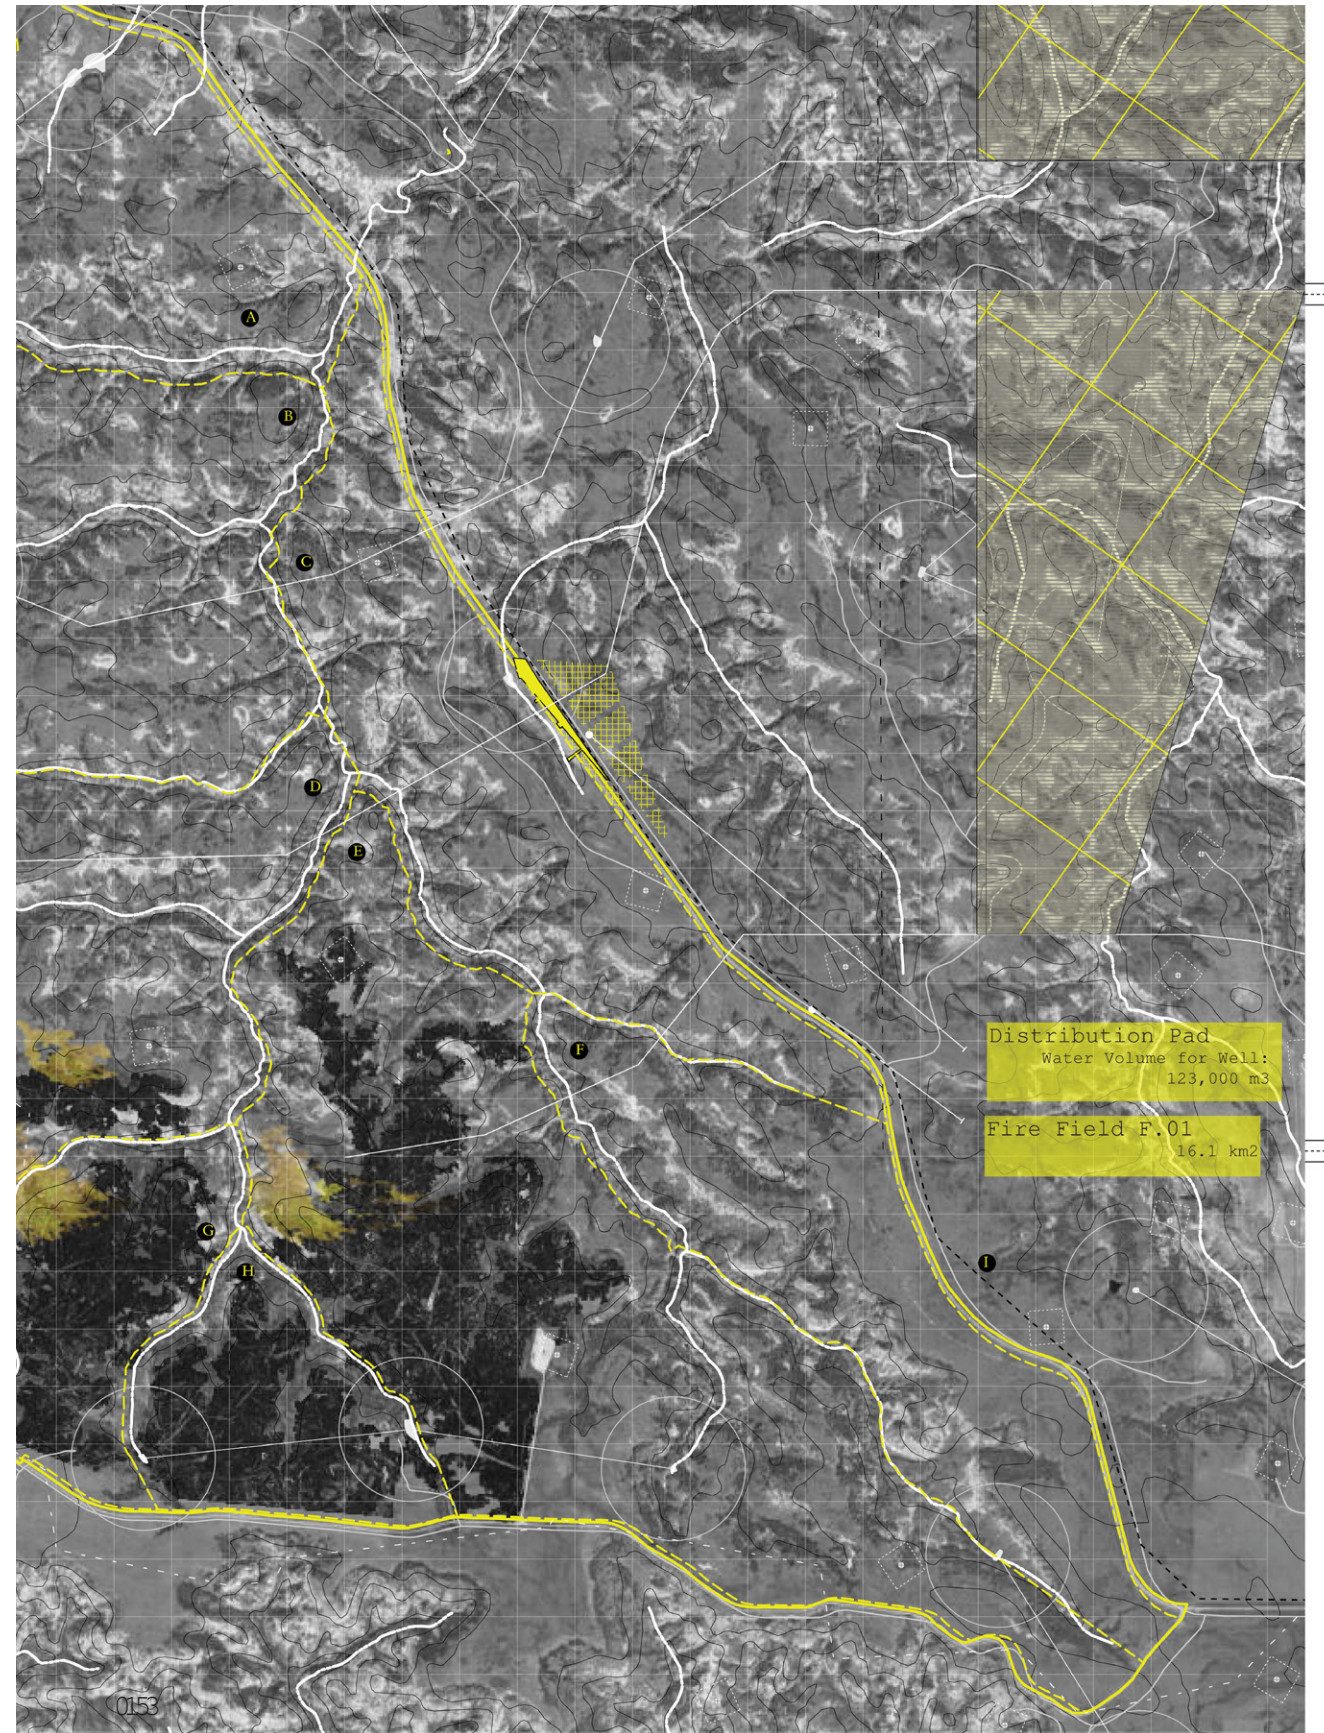 A
B
C
D
E
F
Distribution Pad
Water Volume for Well:
123,000 m3
Fire Field F.01
16.1 km2
G
H
I
0153